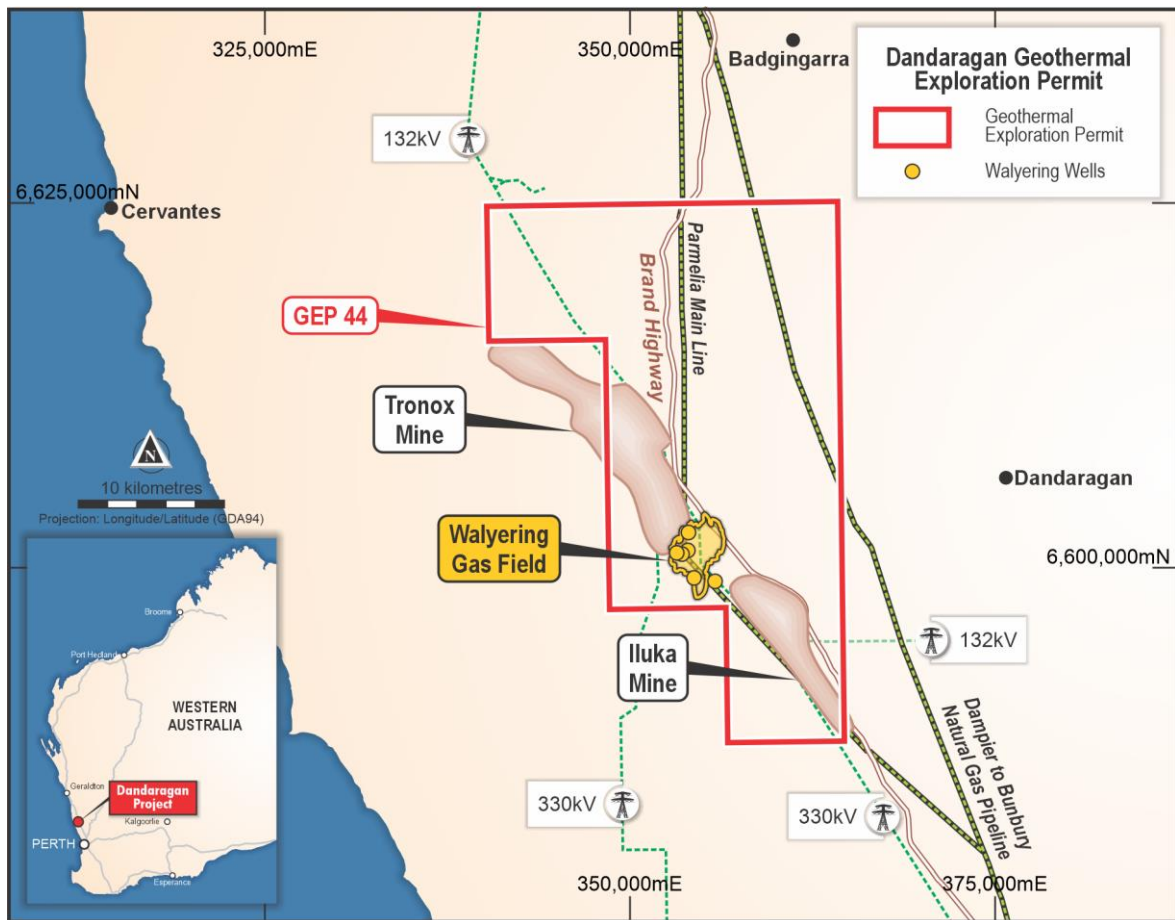 325,000mE
350,000mE
Badgingarra
Dandaragan Geothermal
Exploration Permit
Geothermal
Exploration Permit
Walyering Wells
132kV
6,625,000mN
Cervantes
Parmelia Main Line
Brand Highway
GEP 44
Tronox
Mine
N
10 kilometres
Projection: Longitude/Latitude (GDA94)
Dandaragan
Walyering
Gas Field
6,600,000mN
Iluka
Mine
132kV
Dampier to Bunbury
Natural Gas Pipeline
330kV
330kV
350,000mE
375,000mE
Broome
Port Hedland
WESTERN
AUSTRALIA
Geraldton
Dandaragan
Project
Kalgoorlie
PERTH
Esperance